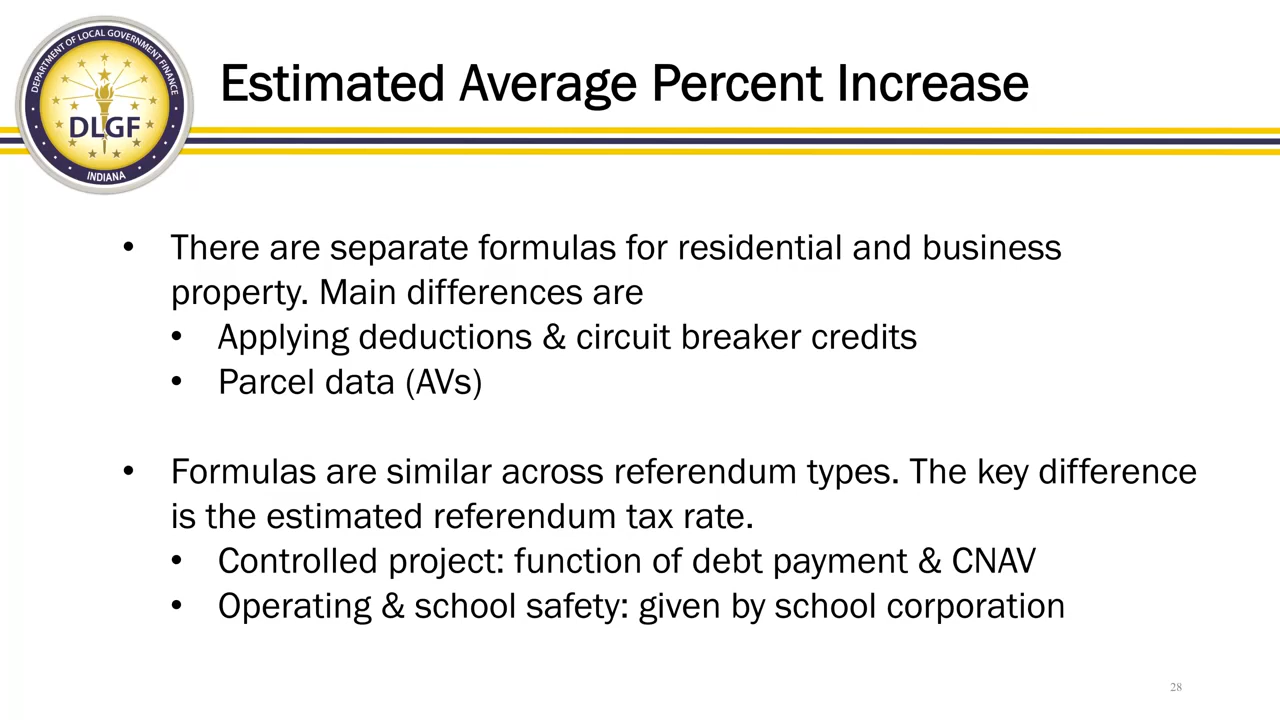 DEPARTMENT OF LOCAL GOVERNMENT FINANCE
DLGF
INDIANA
Estimated Average Percent Increase
• There are separate formulas for residential and business
property. Main differences are
• Applying deductions & circuit breaker credits
• Parcel data (AVs)
• Formulas are similar across referendum types. The key difference
is the estimated referendum tax rate.
• Controlled project: function of debt payment & CNAV
• Operating & school safety: given by school corporation
28